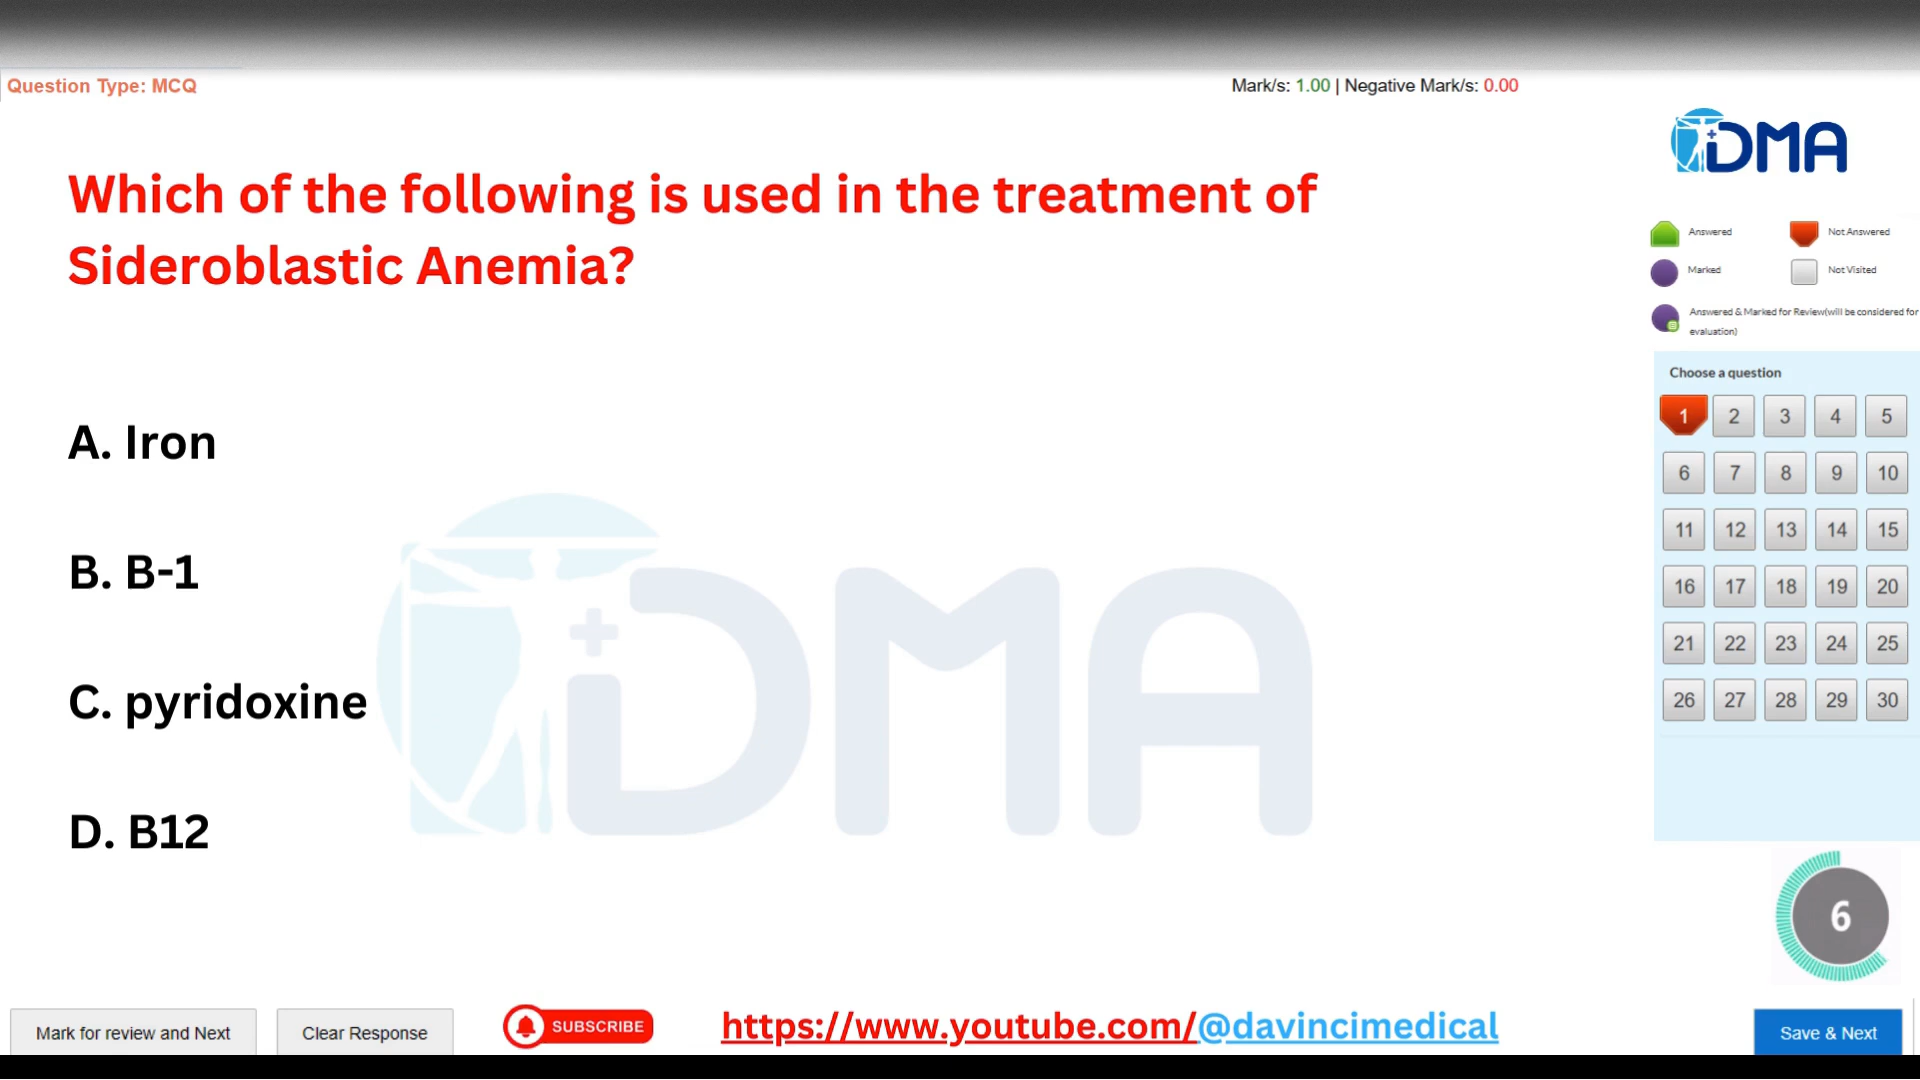 Question Type: MCQ
Mark/s: 1.00 | Negative Mark/s: 0.00
DMA
Which of the following is used in the treatment of
Sideroblastic Anemia?
Answered
Not Answered
Marked
Not Visited
Answered & Marked for Review(will be considered for
evaluation)
Choose a question
1 2 3 4 5
6 7 8 9 10
11 12 13 14 15
16 17 18 19 20
21 22 23 24 25
26 27 28 29 30
A. Iron
B. B-1
C. pyridoxine
D. B12
DMA
6
Mark for review and Next
Clear Response
SUBSCRIBE
https://www.youtube.com/@davincimedical
Save & Next